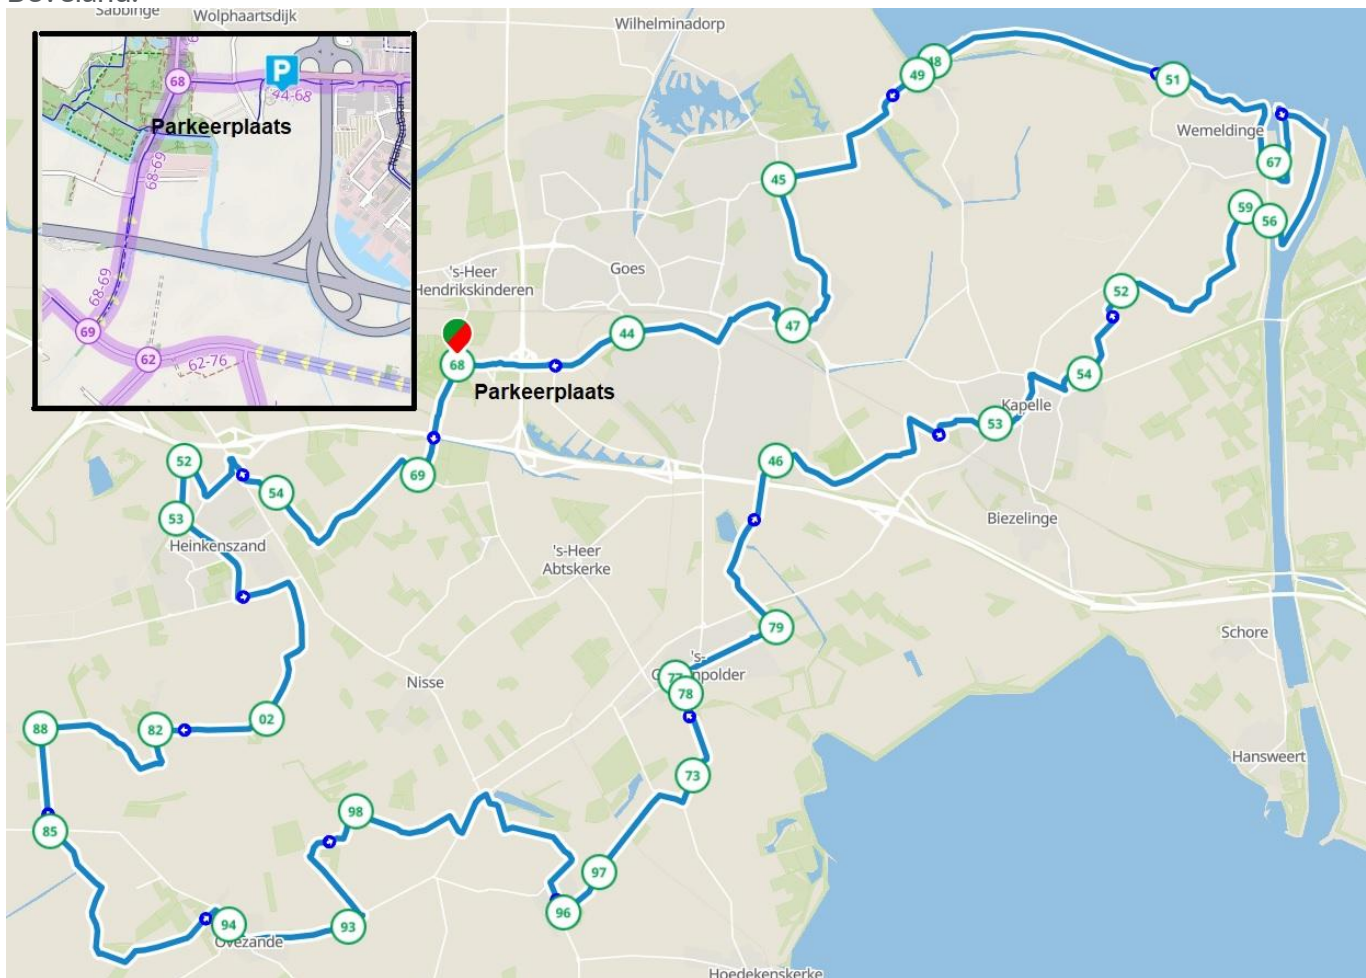 Sabbinge
Wolphaartsdijk
Wilhelminadorp
68
P
44-68
Parkeerplaats
68-69
68-69
69
62
62-76
49
48
51
Wemeldinge
67
45
59
56
's-Heer
Hendrikskinderen
Goes
52
44
47
68
Parkeerplaats
54
Kapelle
53
52
69
46
54
53
Biezelinge
Heinkenszand
's-Heer
Abtskerke
79
Schore
's-
77
78
Nisse
02
88
82
Hansweert
73
98
85
97
96
94
93
Ovezande
Hoedekenskerke